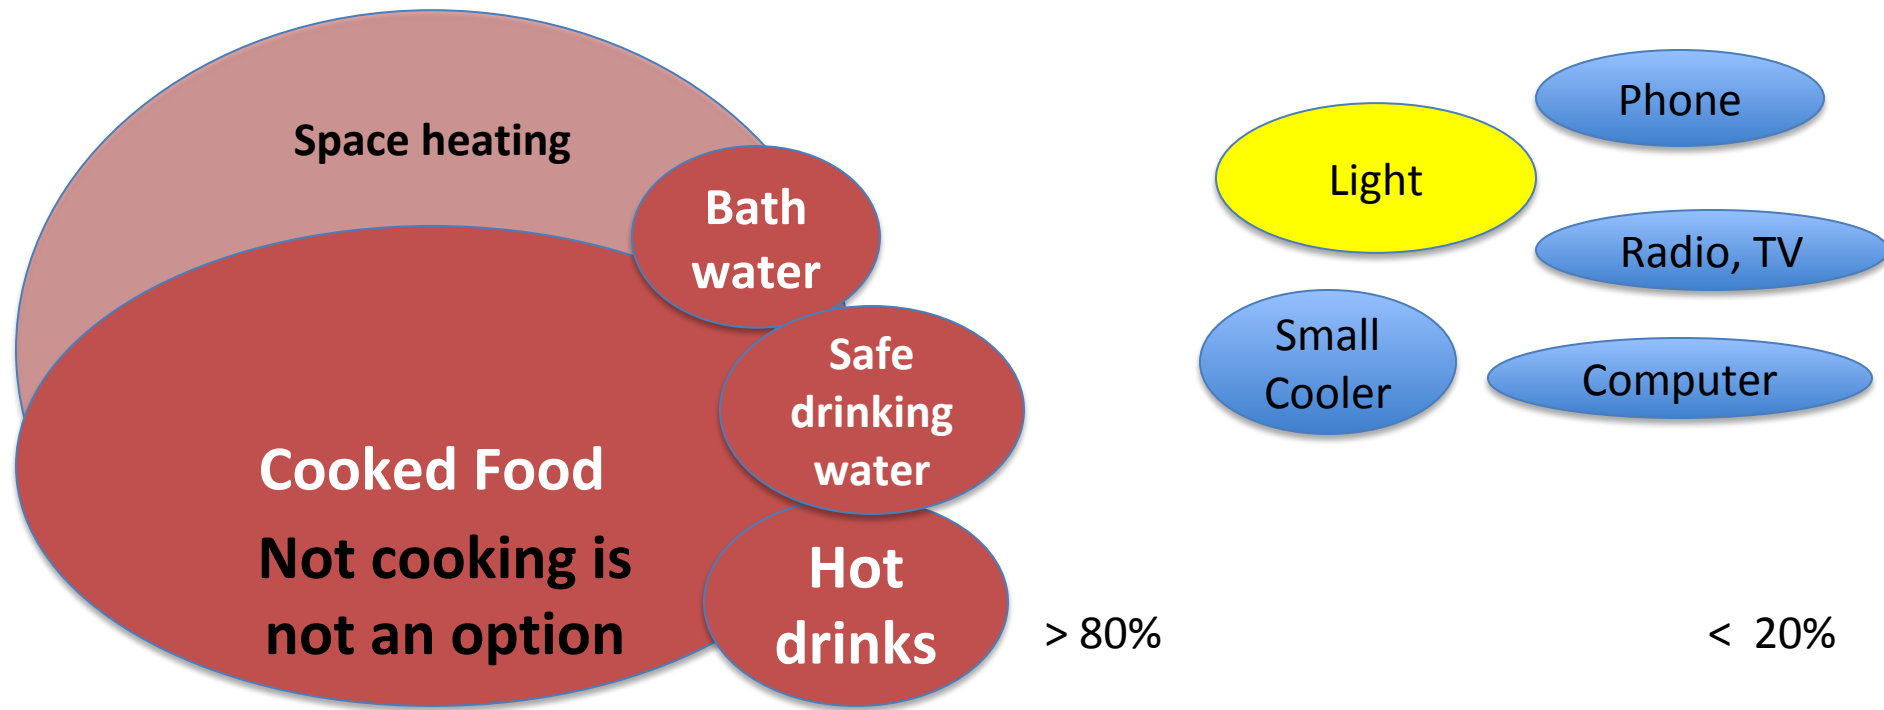 Space heating
Bath
water
Safe
drinking
water
Cooked Food
Not cooking is
not an option
Hot
drinks
> 80%
Phone
Light
Radio, TV
Small
Cooler
Computer
< 20%